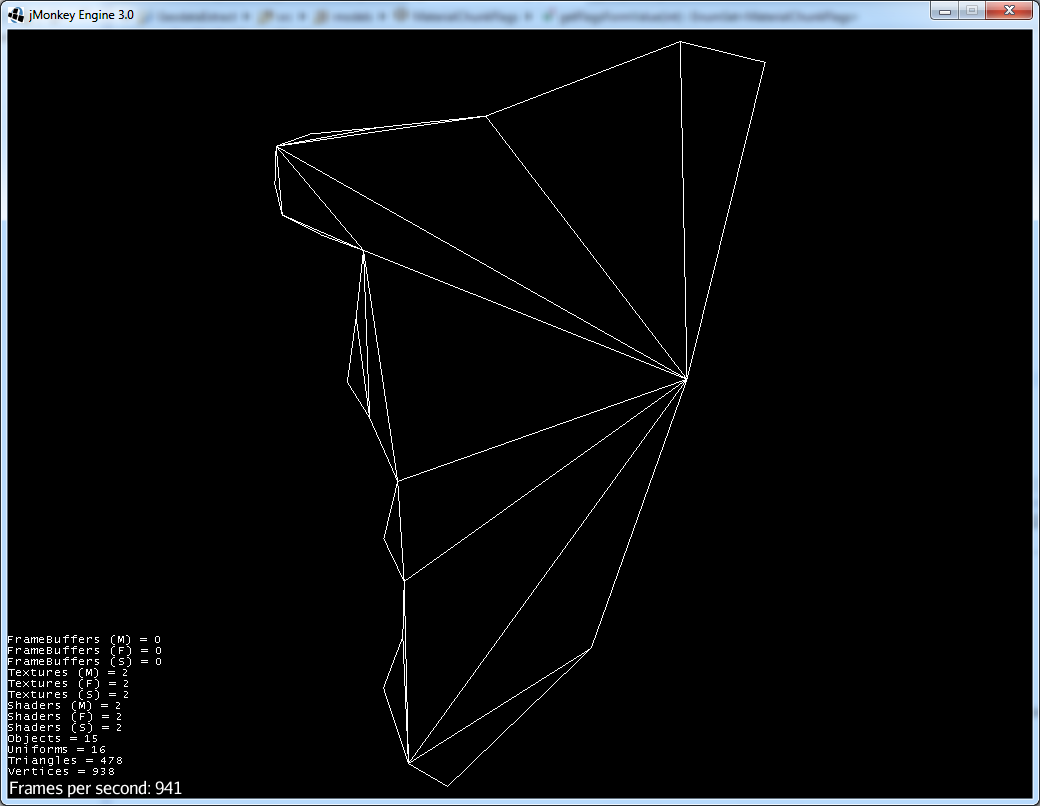 jMonkey Engine 3.0
FrameBuffers (M) = 0
FrameBuffers (F) = 0
FrameBuffers (S) = 0
Textures (M) = 2
Textures (F) = 2
Textures (S) = 2
Shaders (M) = 2
Shaders (F) = 2
Shaders (S) = 2
Objects = 15
Uniforms = 16
Triangles = 478
Vertices = 938
Frames per second: 941